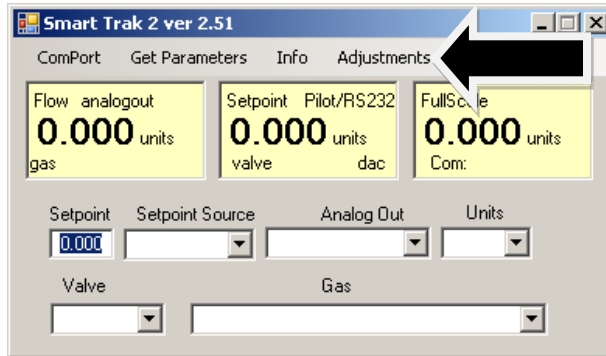 Smart Trak 2 ver 2.51
ComPort Get Parameters Info Adjustments
Flow analogout Setpoint Pilot/RS232
0.000 units 0.000 units 0.000 units
gas valve dac Com:
Setpoint Setpoint Source Analog Out Units
0.000
Valve Gas